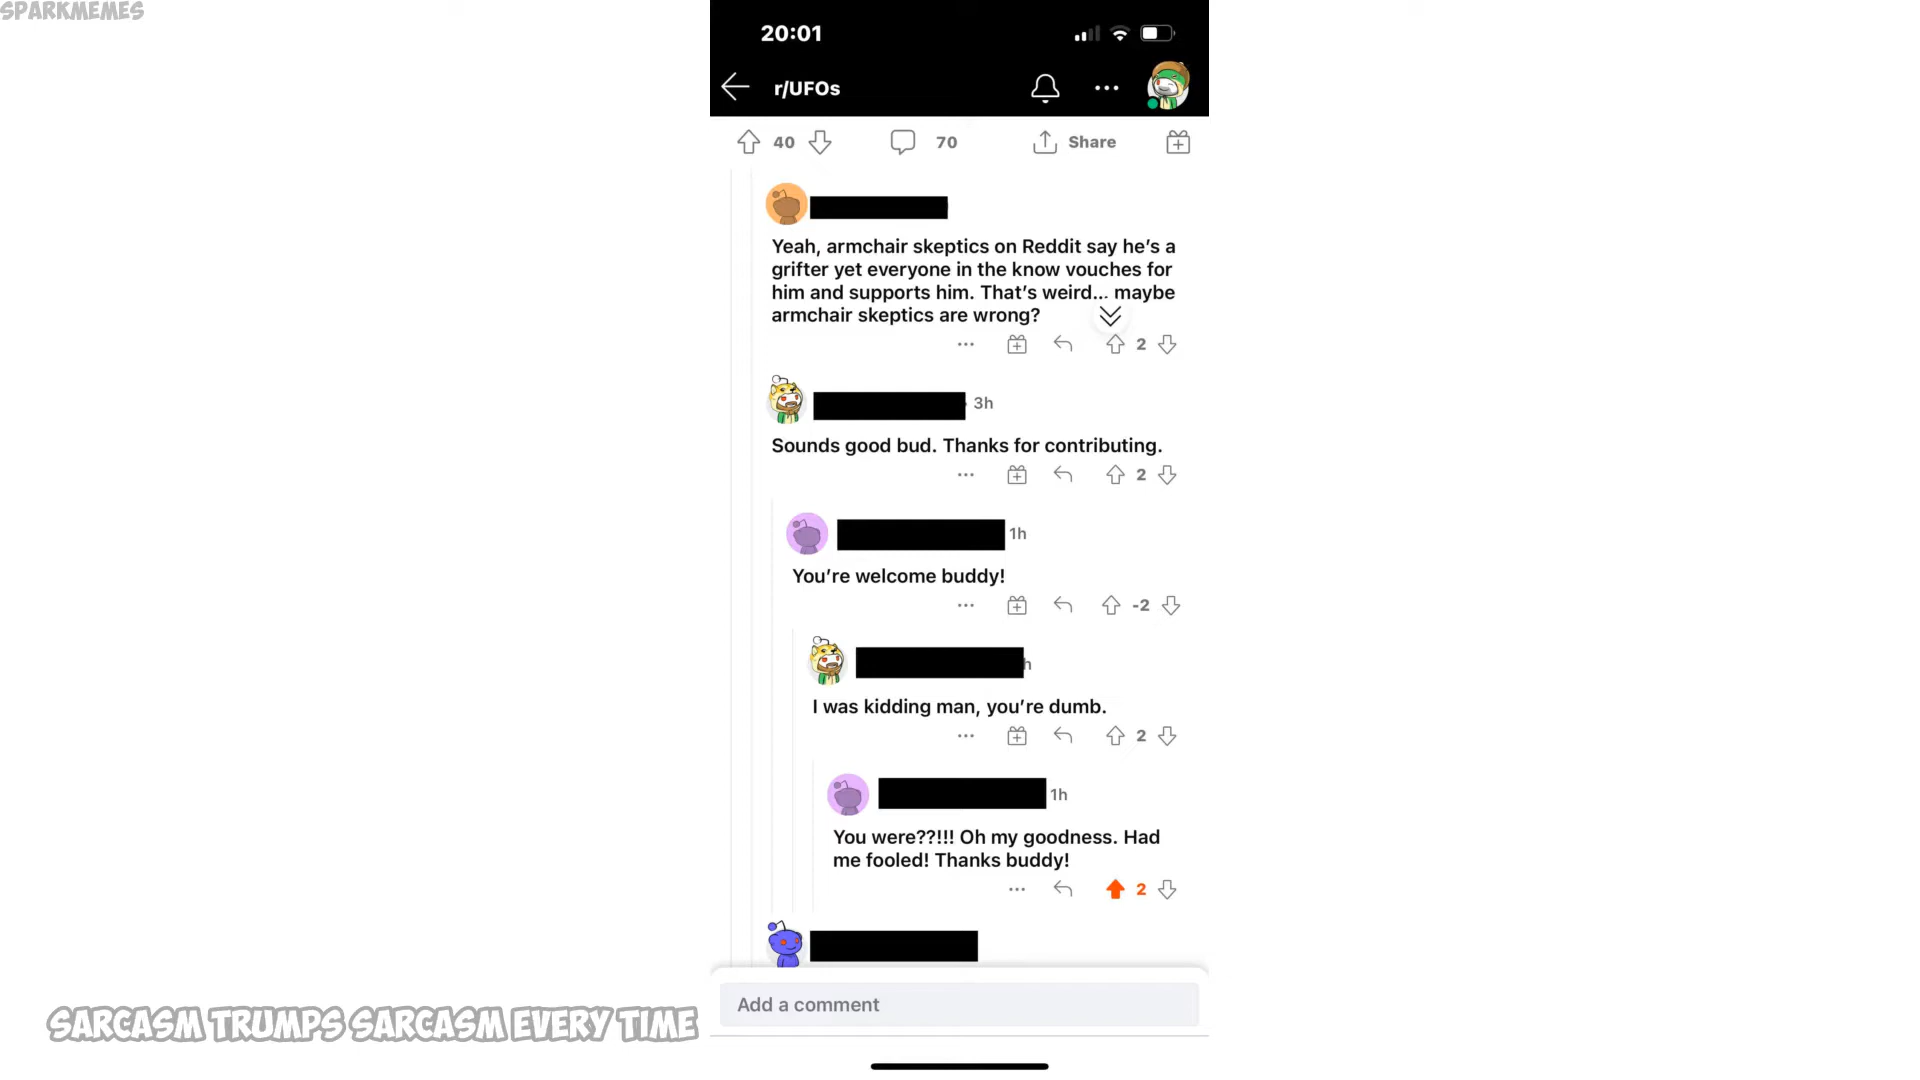 SPARKMEMES
20:01
r/UFOs
40
70
Share
Yeah, armchair skeptics on Reddit say he's a
grifter yet everyone in the know vouches for
him and supports him. That's weird... maybe
armchair skeptics are wrong?
2
3h
Sounds good bud. Thanks for contributing.
2
1h
You're welcome buddy!
-2
h
I was kidding man, you're dumb.
2
1h
You were??!!! Oh my goodness. Had
me fooled! Thanks buddy!
2
Add a comment
SARCASM TRUMPS SARCASM EVERY TIME